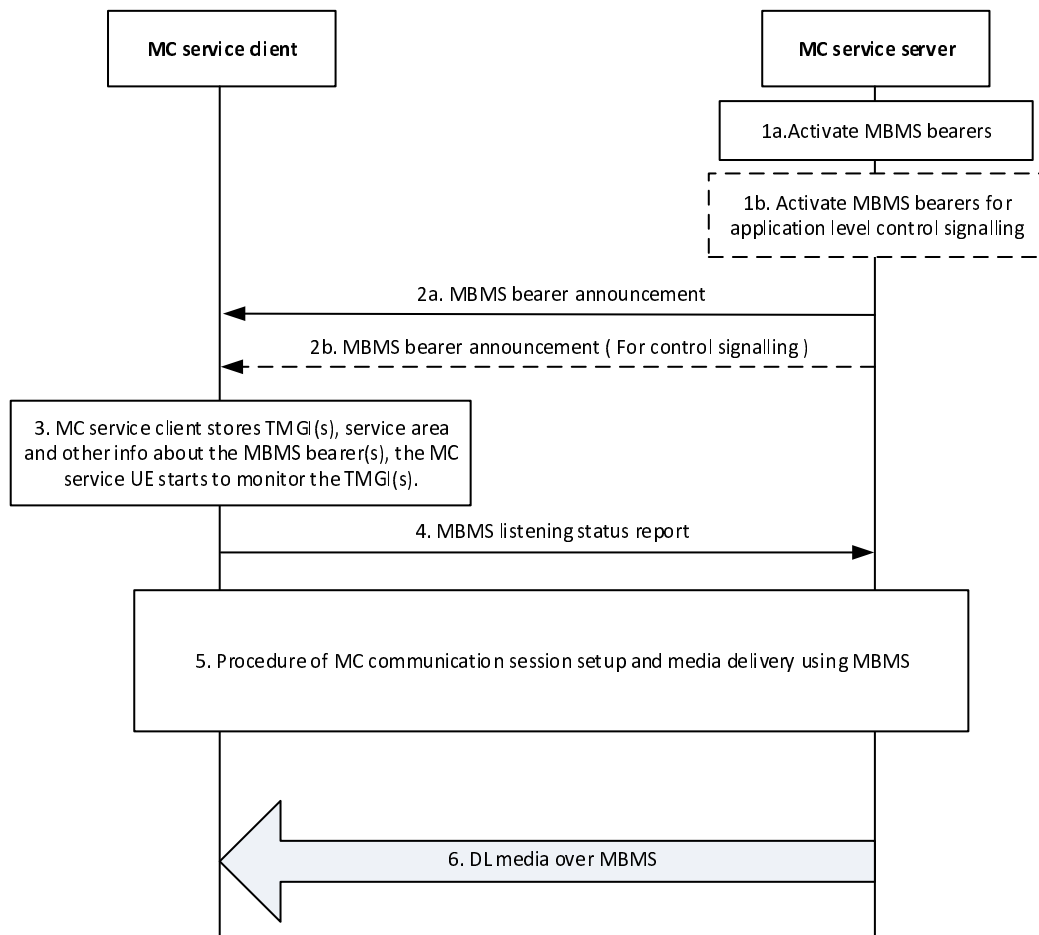 MC service client
MC service server
1a.Activate MBMS bearers
1b. Activate MBMS bearers for
application level control signalling
2a. MBMS bearer announcement
2b. MBMS bearer announcement ( For control signalling )
3. MC service client stores TMGI(s), service area
and other info about the MBMS bearer(s), the MC
service UE starts to monitor the TMGI(s).
4. MBMS listening status report
5. Procedure of MC communication session setup and media delivery using MBMS
6. DL media over MBMS